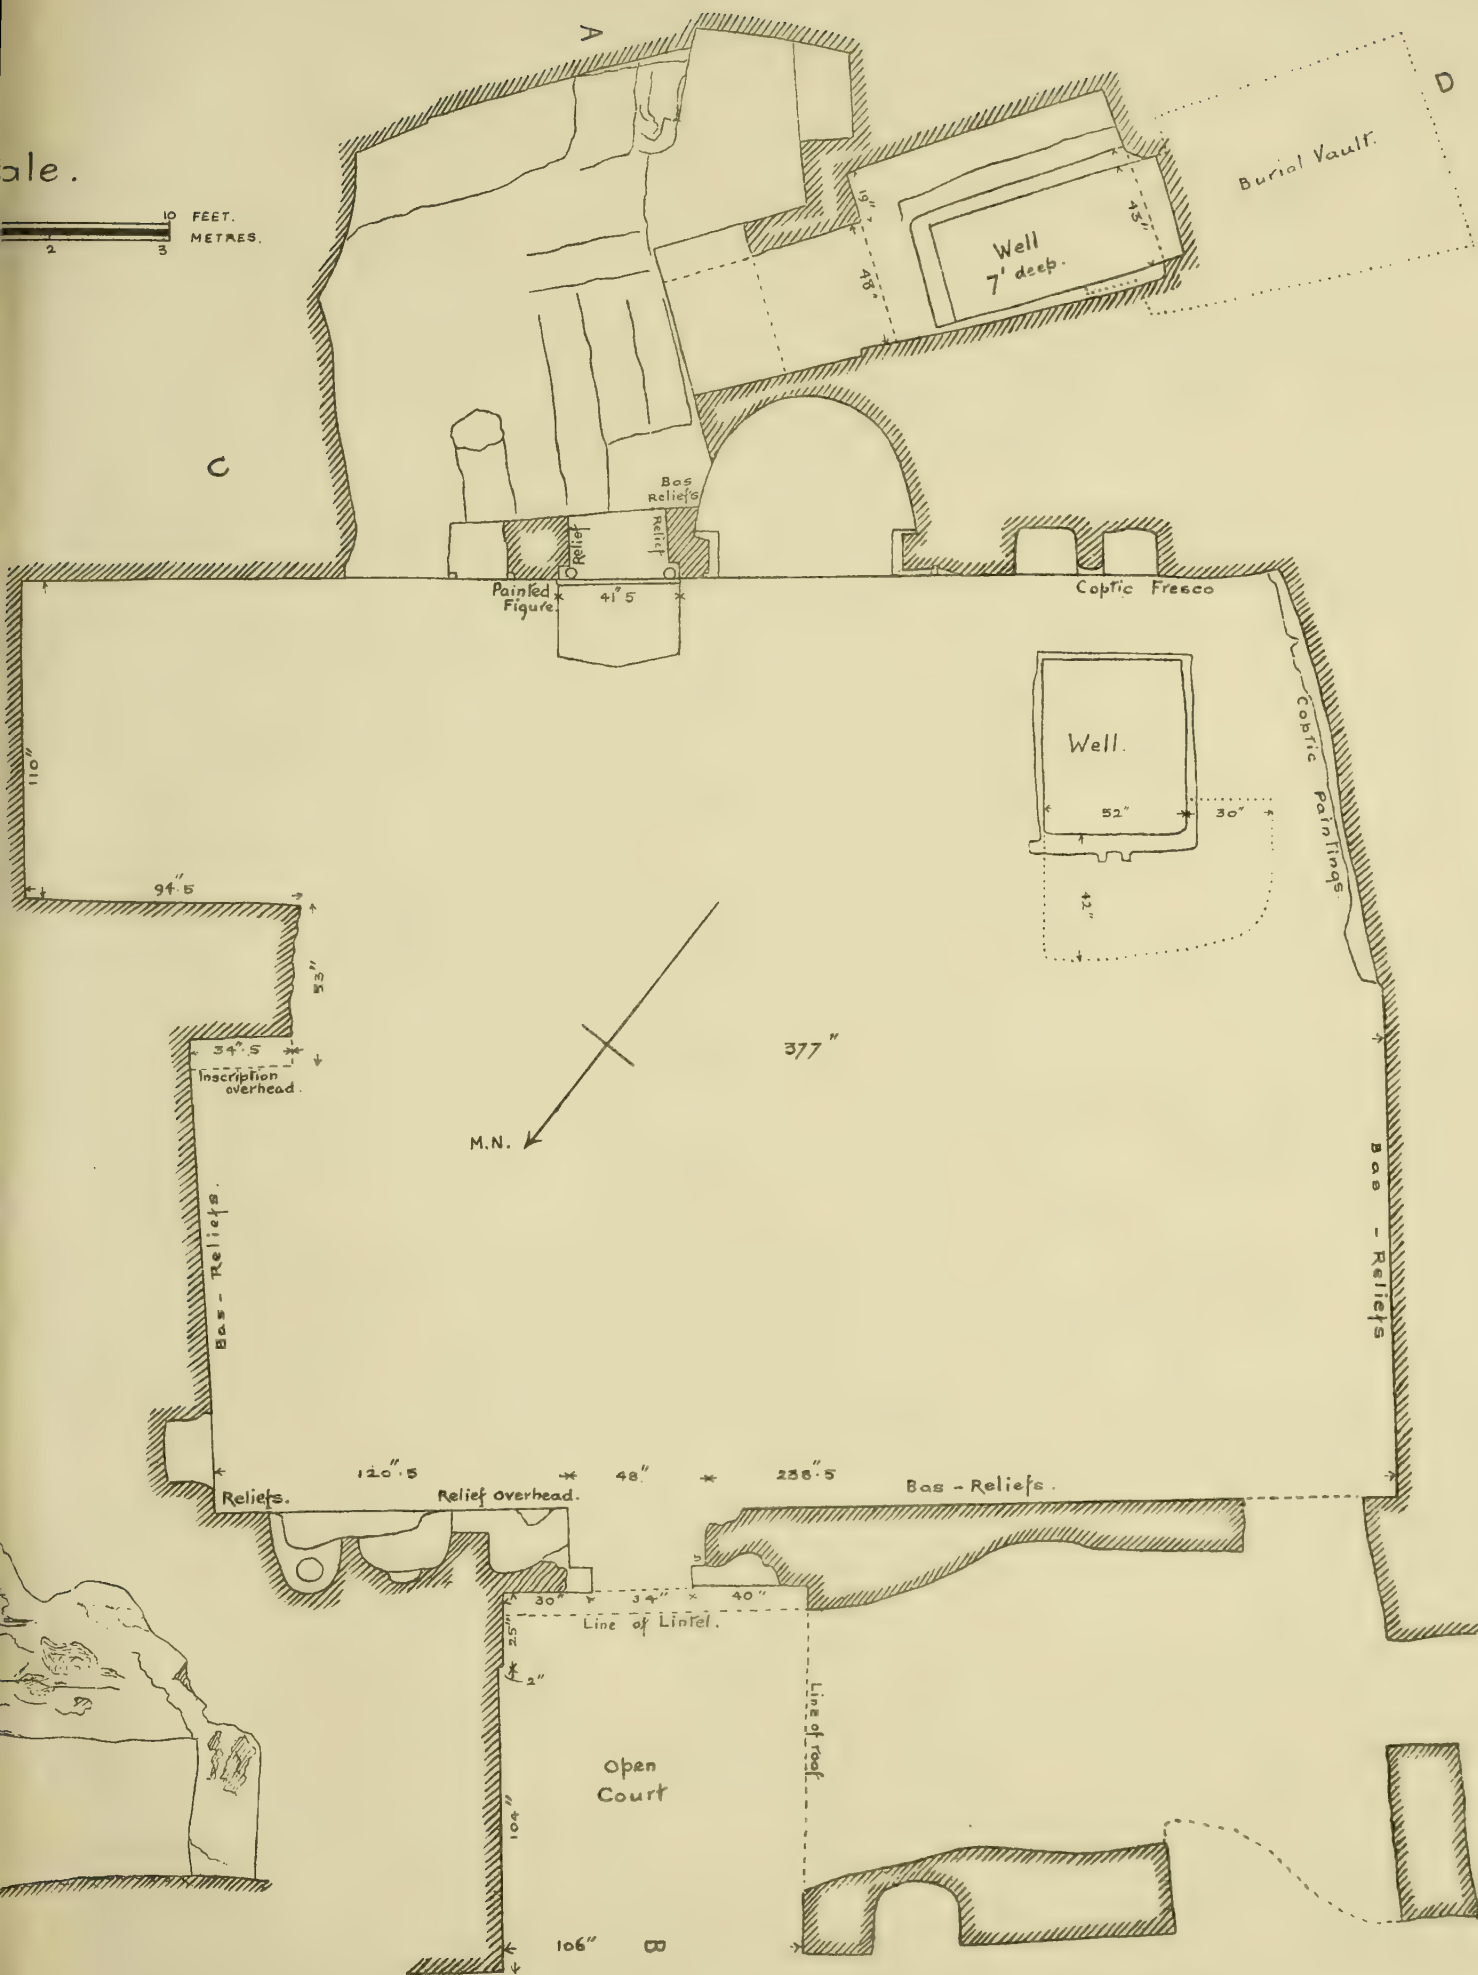 A
D
ale.
10 FEET.
METRES.
2
3
Burial Vault.
19"
43"
Well
7' deep.
48"
C
Bas
Reliefs
Relief
Relief
Painted
Figure.
41".5
Coptic Fresco
Coptic Paintings.
Well.
110"
52"
30"
94".5
42"
53"
34".5
Inscription
overhead.
377"
M.N.
Bas-Reliefs.
Bas-Reliefs
120".5
48"
Reliefs.
Relief overhead.
Bas-Reliefs.
30"
34"
40"
Line of Lintel.
25"
2"
Line of roof
Open
Court
104"
106"
B